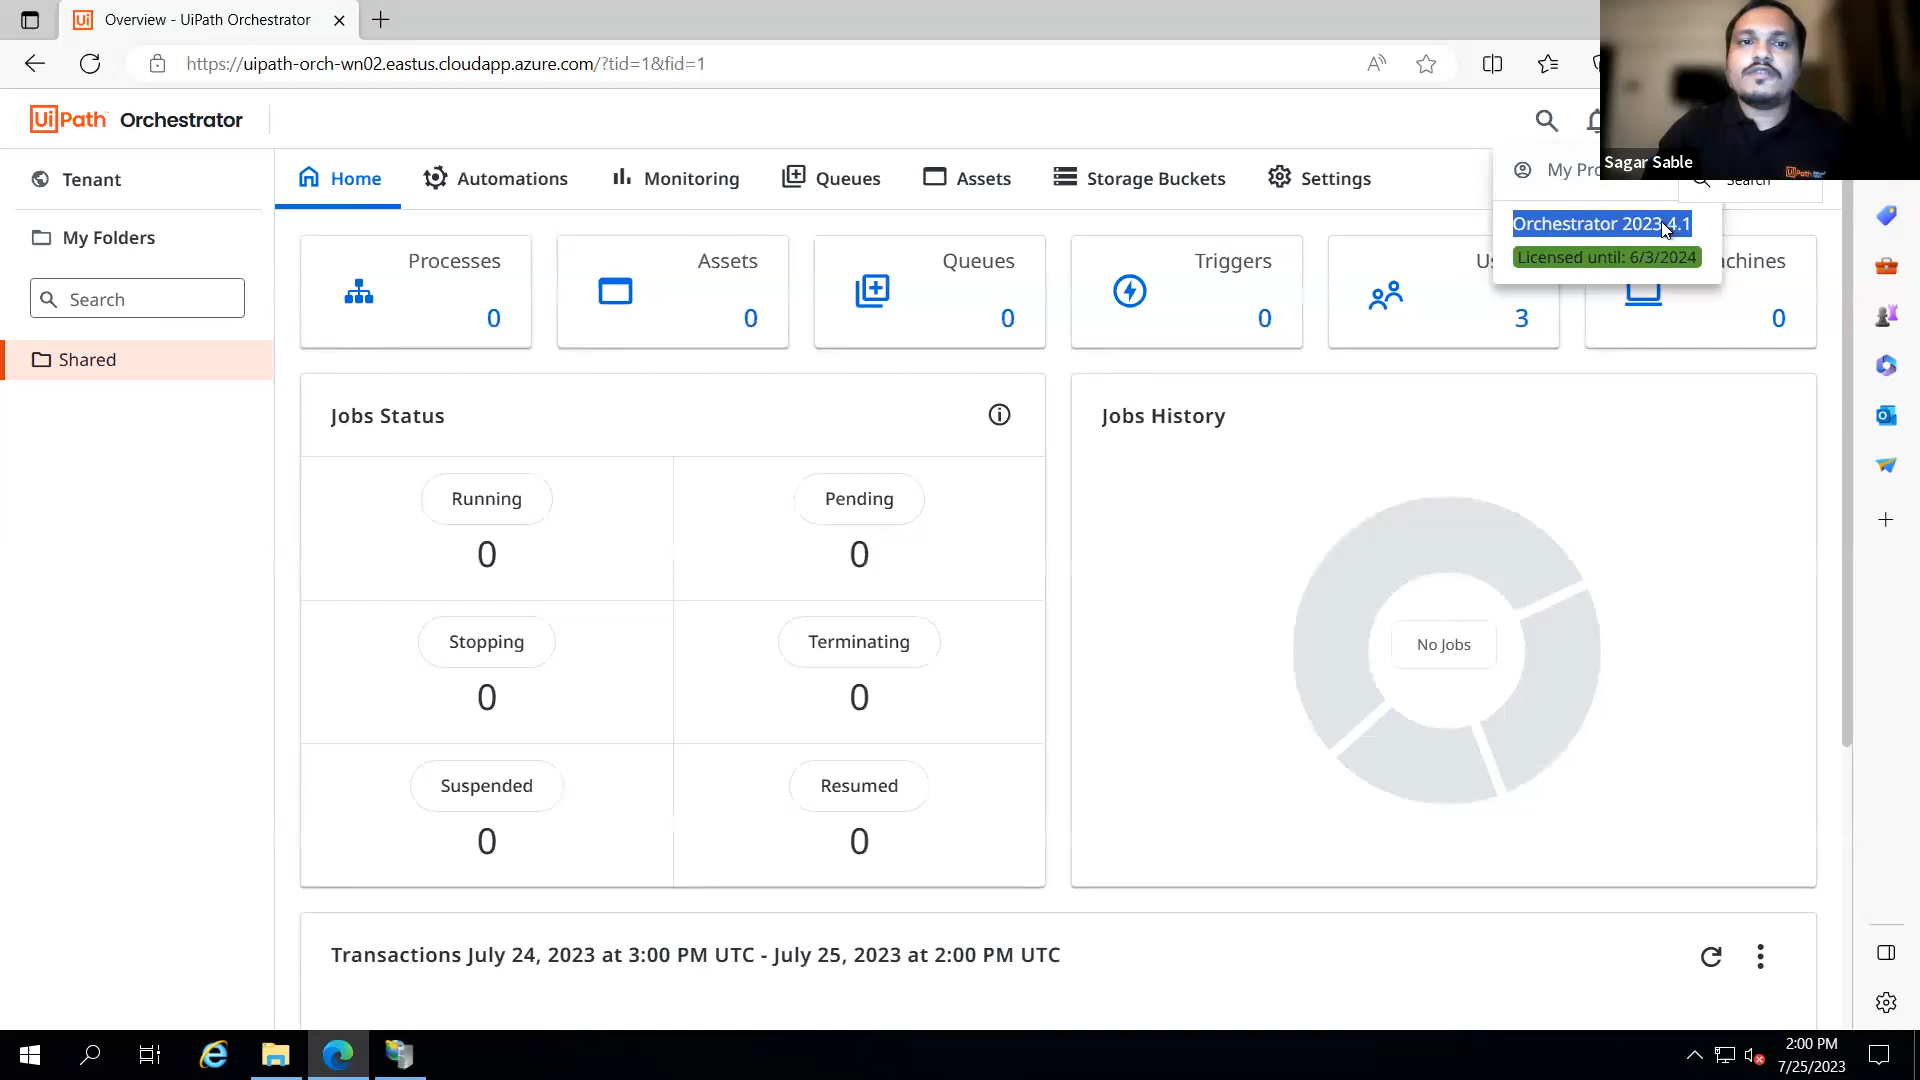 Overview - UiPath Orchestrator
https://uipath-orch-wn02.eastus.cloudapp.azure.com/?tid=1&fid=1
UiPath Orchestrator
Sagar Sable
Tenant
My Folders
Search
Shared
Home
Automations
Monitoring
Queues
Assets
Storage Buckets
Settings
My Pro
Search
Orchestrator 2023.4.1
Licensed until: 6/3/2024
Processes
0
Assets
0
Queues
0
Triggers
0
Us
3
chines
0
Jobs Status
Running
0
Pending
0
Stopping
0
Terminating
0
Suspended
0
Resumed
0
Jobs History
No Jobs
Transactions July 24, 2023 at 3:00 PM UTC - July 25, 2023 at 2:00 PM UTC
2:00 PM
7/25/2023